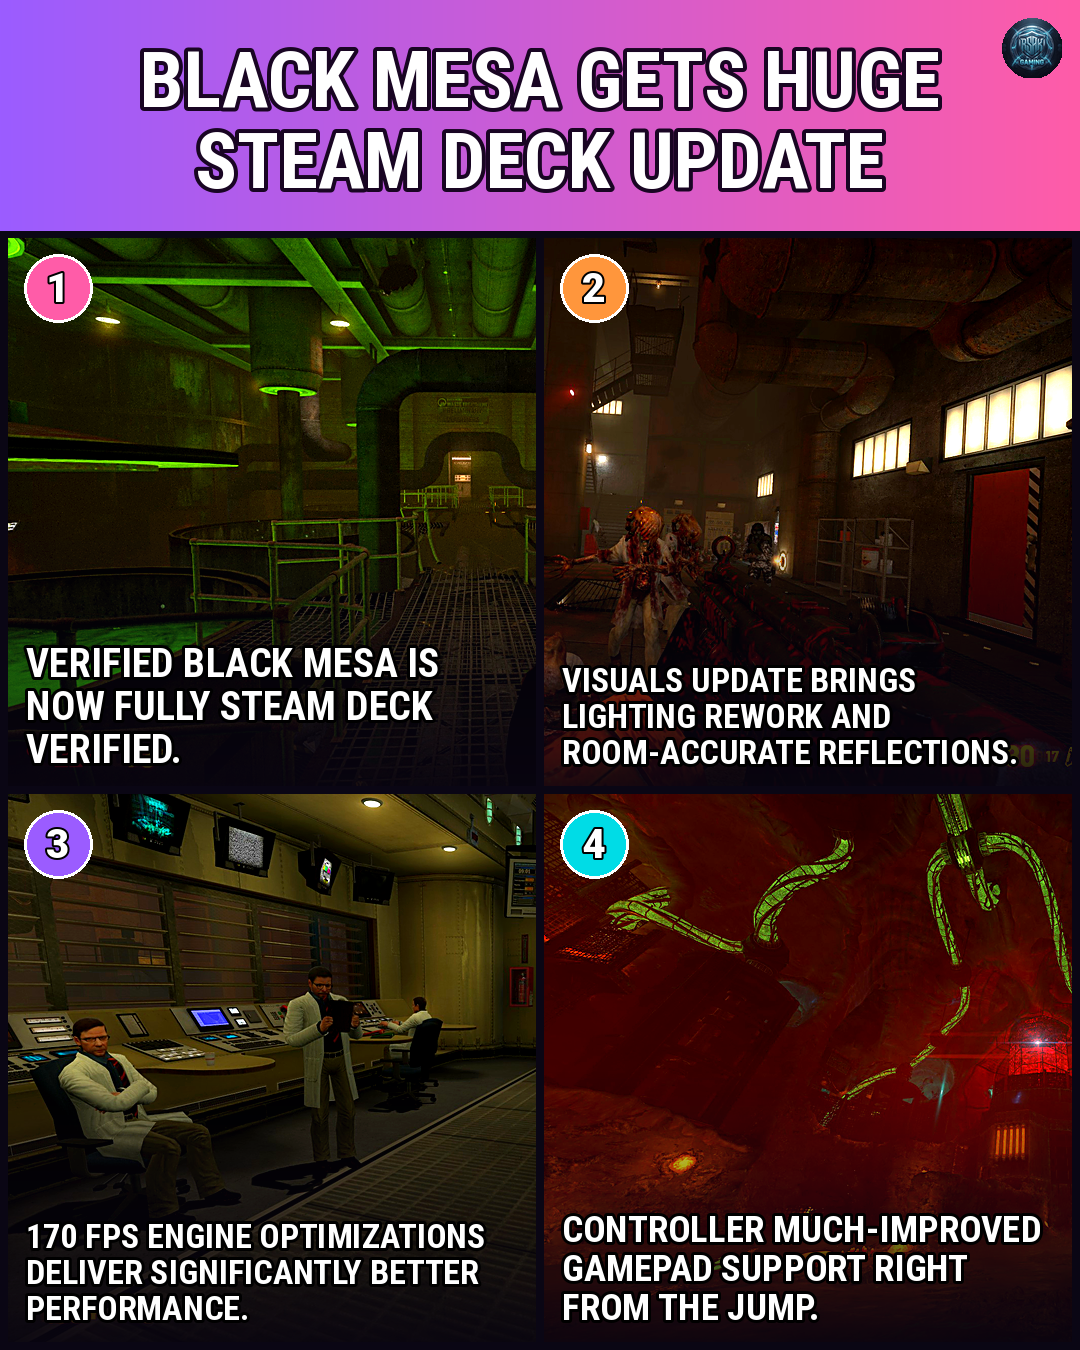 BLACK MESA GETS HUGE
STEAM DECK UPDATE
GAMING
1
2
VERIFIED BLACK MESA IS
NOW FULLY STEAM DECK
VERIFIED.
VISUALS UPDATE BRINGS
LIGHTING REWORK AND
ROOM-ACCURATE REFLECTIONS.
17
3
4
170 FPS ENGINE OPTIMIZATIONS
DELIVER SIGNIFICANTLY BETTER
PERFORMANCE.
CONTROLLER MUCH-IMPROVED
GAMEPAD SUPPORT RIGHT
FROM THE JUMP.